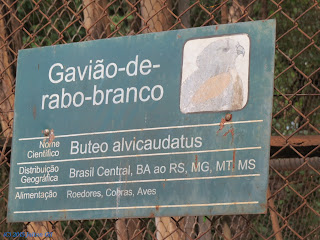 Gavião-de-
rabo-branco
Nome
Científico
Buteo alvicaudatus
Distribuição
Geográfica
Brasil Central, BA ao RS, MG, MT, MS
Alimentação
Roedores, Cobras, Aves